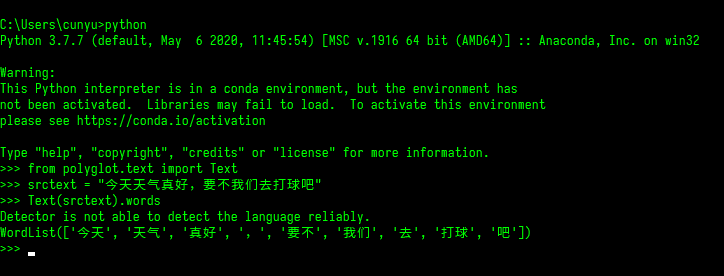 C:\Users\cunyu>python
Python 3.7.7 (default, May  6 2020, 11:45:54) [MSC v.1916 64 bit (AMD64)] :: Anaconda, Inc. on win32
Warning:
This Python interpreter is in a conda environment, but the environment has
not been activated.  Libraries may fail to load.  To activate this environment
please see https://conda.io/activation
Type "help", "copyright", "credits" or "license" for more information.
>>> from polyglot.text import Text
>>> srctext = "今天天气真好，要不我们去打球吧"
>>> Text(srctext).words
Detector is not able to detect the language reliably.
WordList(['今天', '天气', '真好', '，', '要不', '我们', '去', '打球', '吧'])
>>>